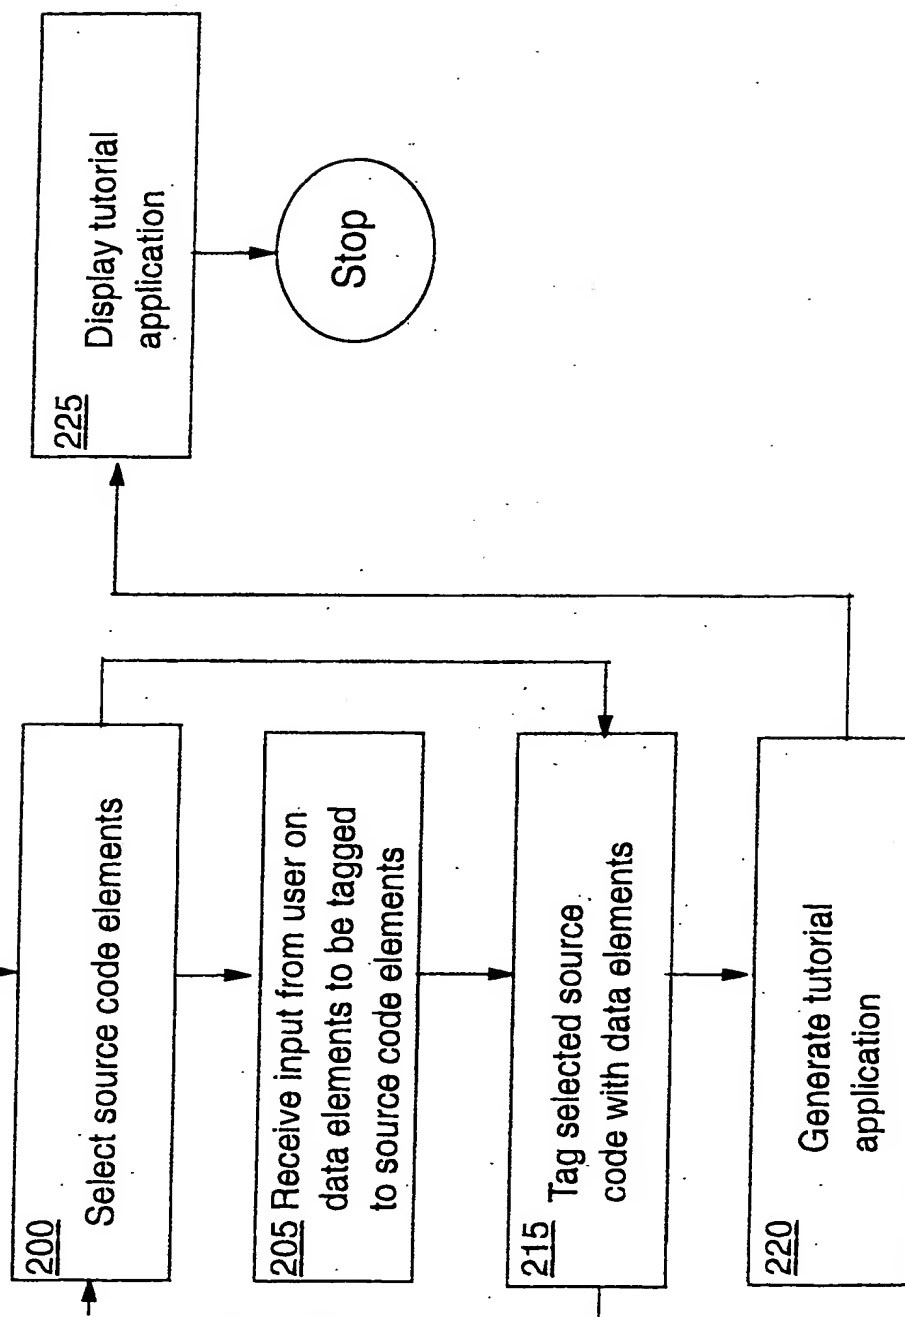 200
Select source code elements
205 Receive input from user on
data elements to be tagged
to source code elements
215 Tag selected source
code with data elements
220
Generate tutorial
application
225
Display tutorial
application
Stop